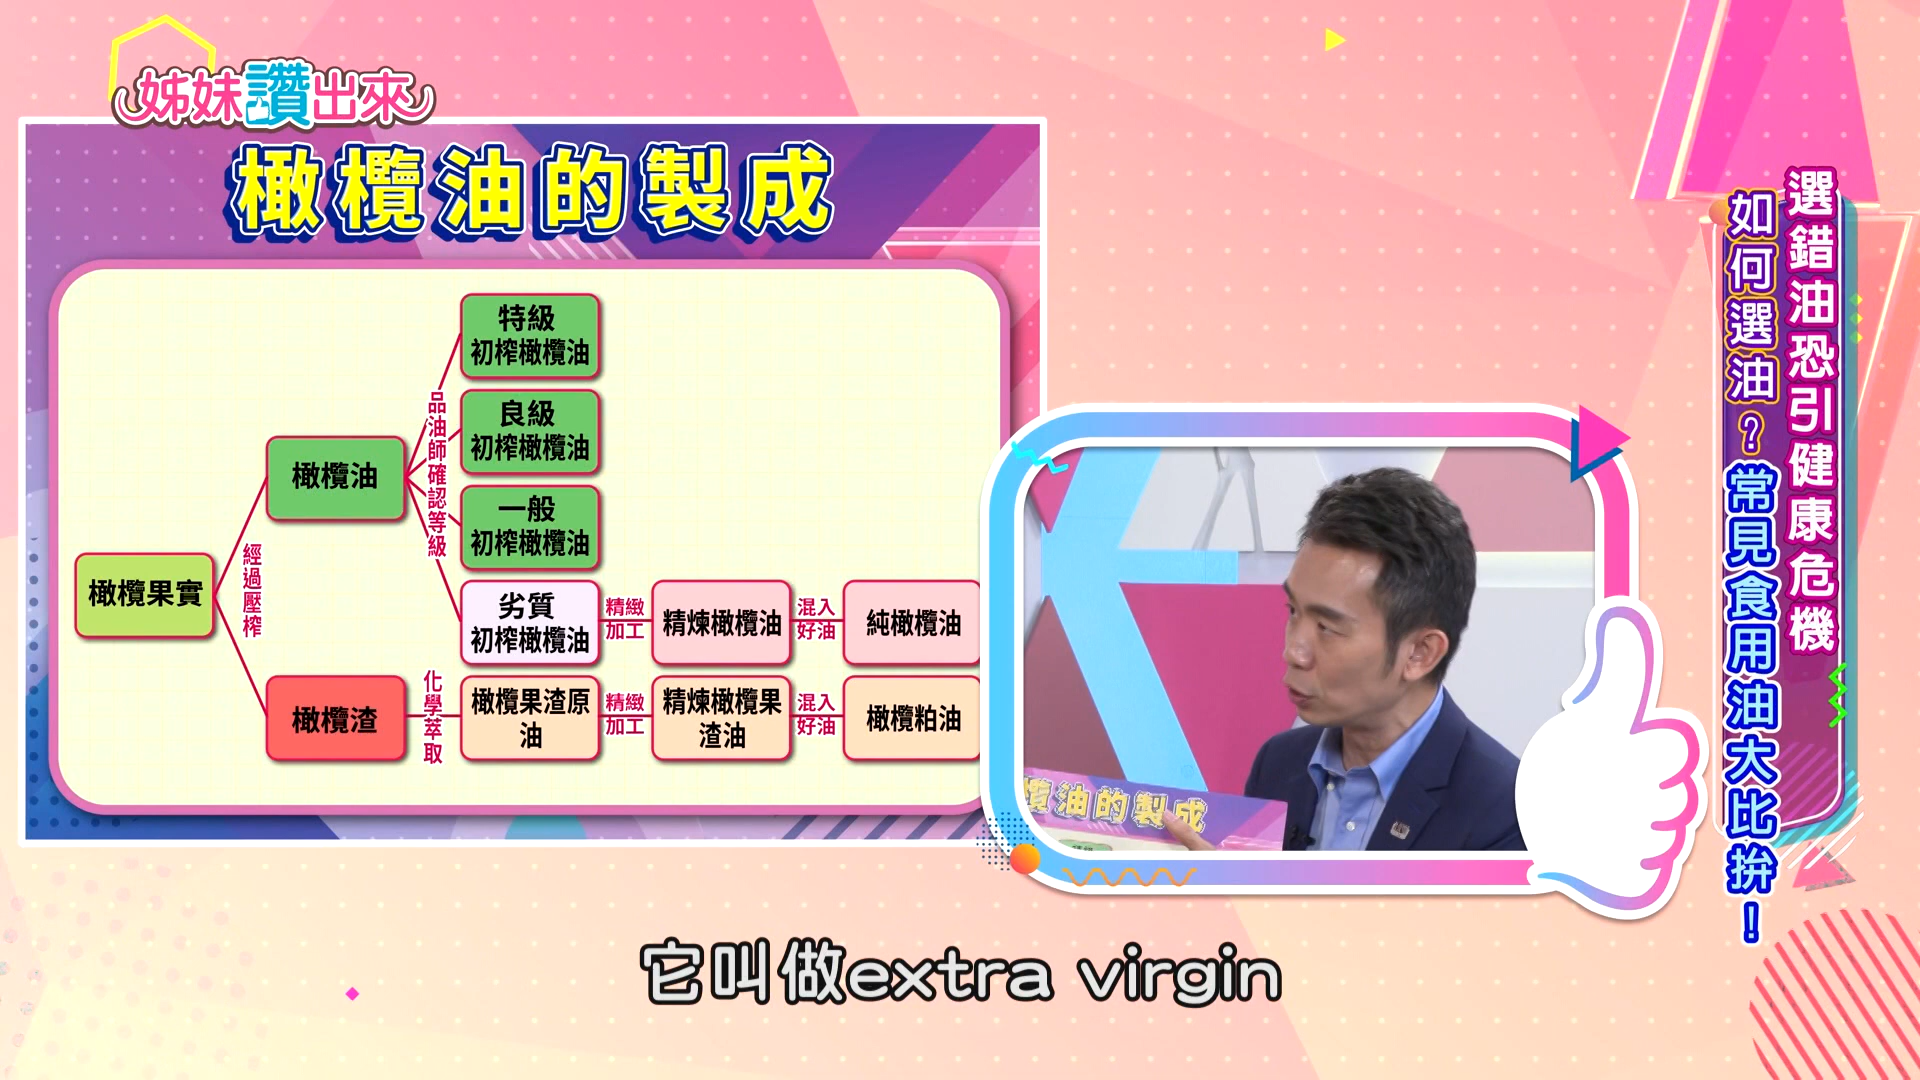 姊妹讚出來
橄欖油的製成
橄欖果實
經過壓榨
橄欖油
品油師確認等級
特級
初榨橄欖油
良級
初榨橄欖油
一般
初榨橄欖油
劣質
初榨橄欖油
精緻
加工
精煉橄欖油
混入
好油
純橄欖油
橄欖渣
化學萃取
橄欖果渣原
油
精緻
加工
精煉橄欖果
渣油
混入
好油
橄欖粕油
選錯油恐引健康危機
如何選油？常見食用油大比拚！
欖油的製成
它叫做extra virgin